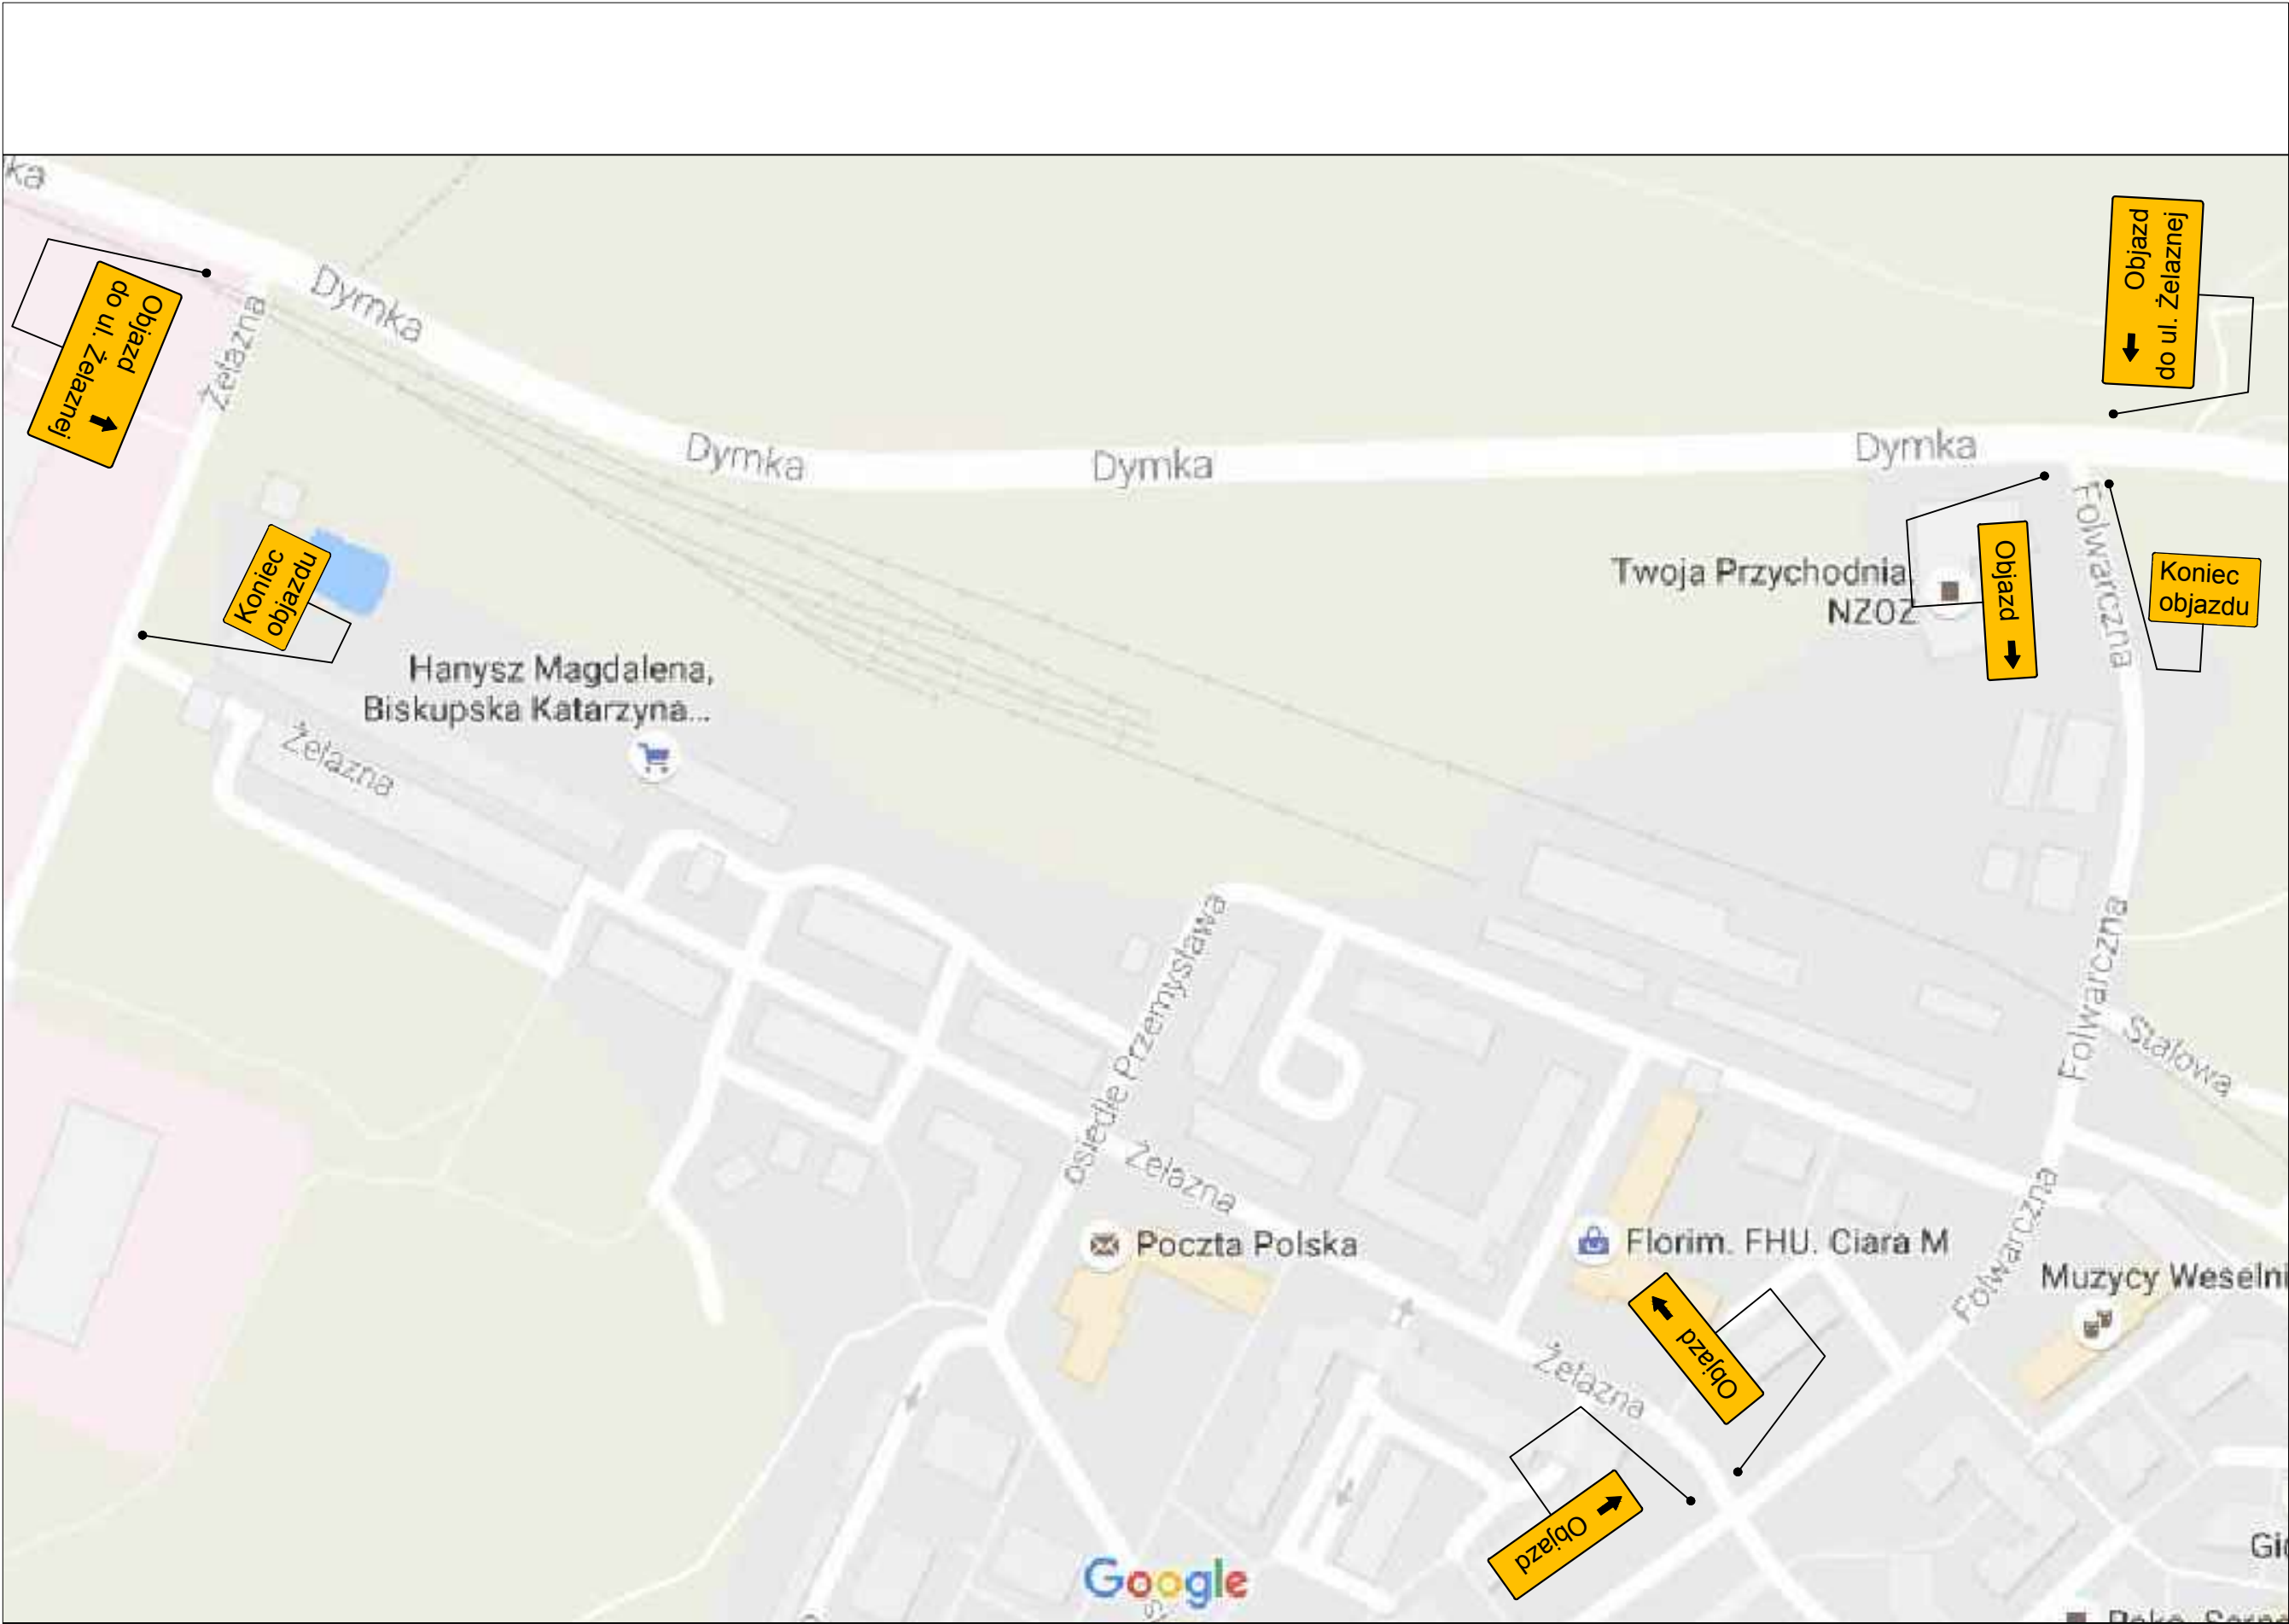 Dymka
Objazd
do ul. Żelaznej
Żelazna
Objazd
do ul. Żelaznej
Dymka
Dymka
Dymka
Folwarczna
Objazd
Koniec
objazdu
Twoja Przychodnia
NZOZ
Koniec
objazdu
Hanysz Magdalena,
Biskupska Katarzyna...
Żelazna
osiedle Przemysława
Folwarczna
Stalowa
Żelazna
Poczta Polska
Florim. FHU. Ciara M
Folwarczna
Muzycy Weselni
Objazd
Żelazna
Objazd
Google